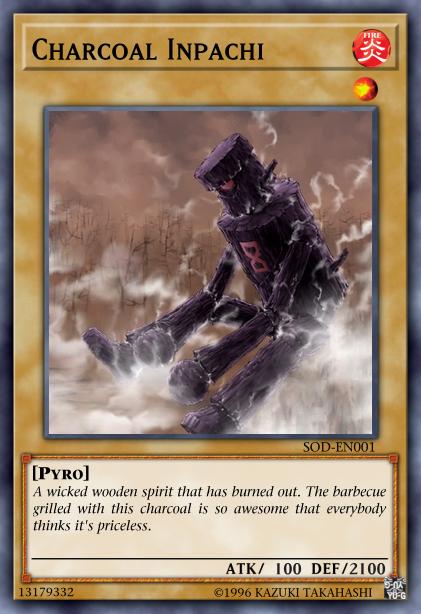 Charcoal Inpachi
FIRE
炎
SOD-EN001
[Pyro]
A wicked wooden spirit that has burned out. The barbecue
grilled with this charcoal is so awesome that everybody
thinks it's priceless.
ATK/ 100 DEF/2100
13179332
©1996 KAZUKI TAKAHASHI